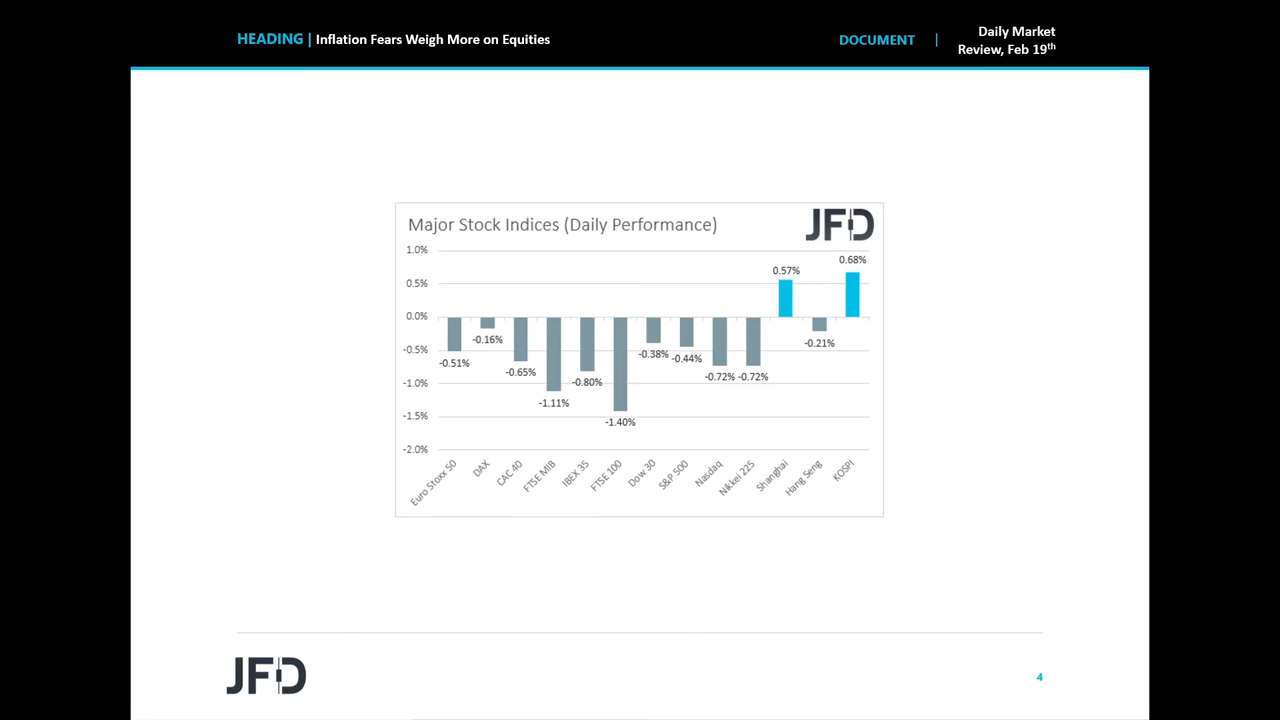 HEADING | Inflation Fears Weigh More on Equities
DOCUMENT |
Daily Market
Review, Feb 19th
Major Stock Indices (Daily Performance)
JFD
1.0%
0.5%
0.0%
-0.5%
-1.0%
-1.5%
-2.0%
-0.51%
-0.16%
-0.65%
-1.11%
-0.80%
-1.40%
-0.38%
-0.44%
-0.72%
-0.72%
0.57%
-0.21%
0.68%
Euro Stoxx 50
DAX
CAC 40
FTSE MIB
IBEX 35
FTSE 100
Dow 30
S&P 500
Nasdaq
Nikkei 225
Shanghai
Hang Seng
KOSPI
JFD
4